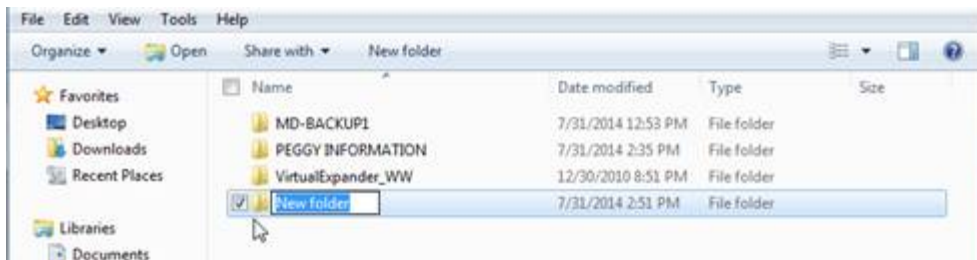 File Edit View Tools Help
Organize Open Share with New folder
Favorites
Desktop
Downloads
Recent Places
Libraries
Documents
Name Date modified Type Size
MD-BACKUP1 7/31/2014 12:53 PM File folder
PEGGY INFORMATION 7/31/2014 2:35 PM File folder
VirtualExpander_WW 12/30/2010 8:51 PM File folder
New folder 7/31/2014 2:51 PM File folder